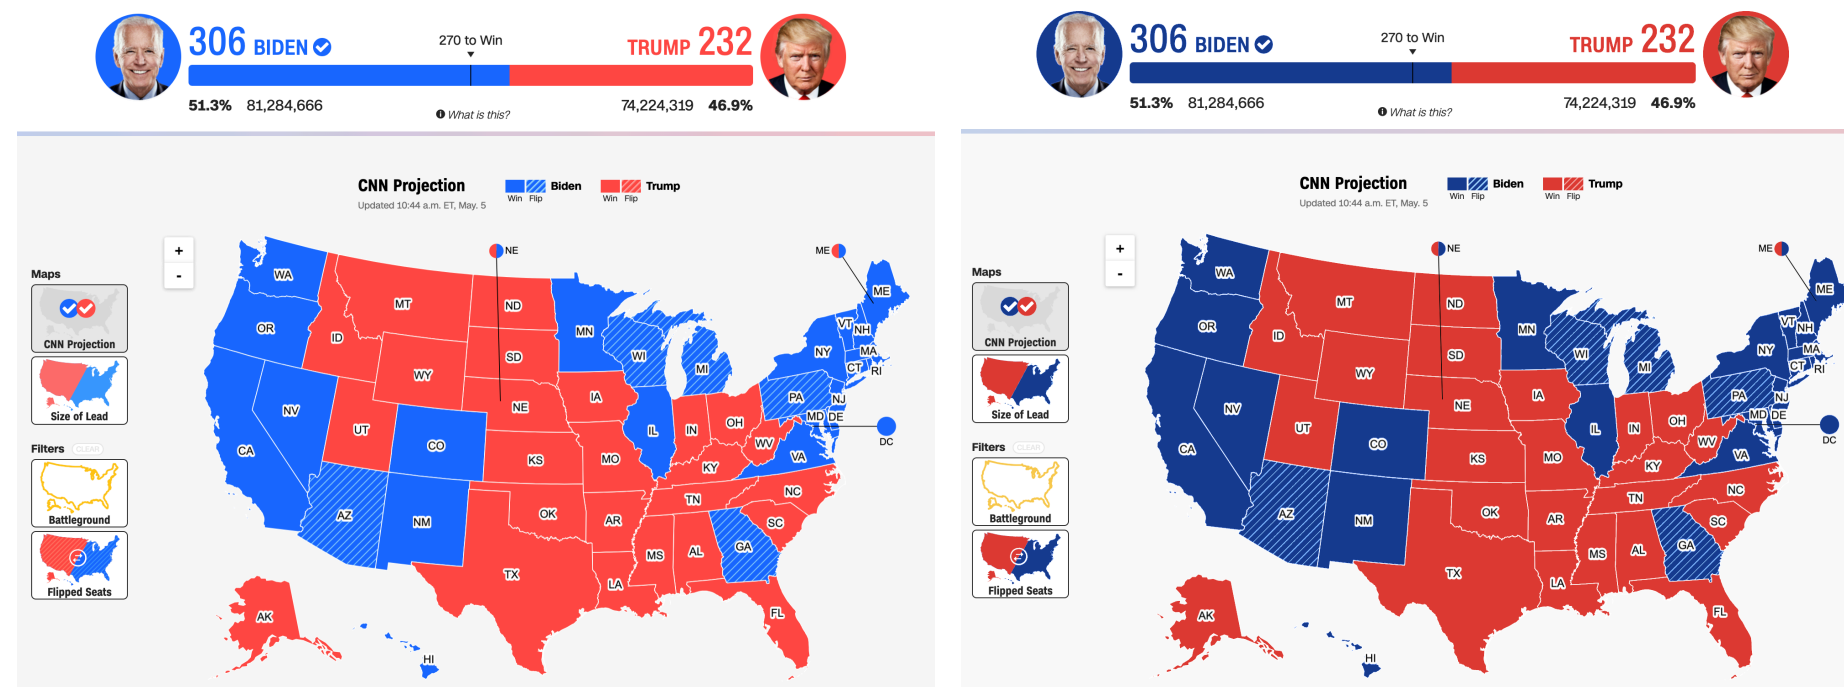 306 BIDEN
270 to Win
TRUMP 232
51.3% 81,284,666
What is this?
74,224,319 46.9%
CNN Projection
Updated 10:44 a.m. ET, May. 5
Win Flip Biden
Win Flip Trump
+
-
Maps
CNN Projection
Size of Lead
Filters CLEAR
Battleground
Flipped Seats
NE
ME
WA
MT
ND
ME
OR
ID
MN
VT
NH
SD
WI
NY
MA
WY
MI
CT
RI
NV
NE
IA
PA
NJ
UT
CO
IL
IN
OH
MD
DE
DC
CA
KS
MO
WV
VA
KY
AZ
NM
OK
AR
TN
NC
SC
TX
MS
AL
GA
LA
AK
FL
HI
306 BIDEN
270 to Win
TRUMP 232
51.3% 81,284,666
What is this?
74,224,319 46.9%
CNN Projection
Updated 10:44 a.m. ET, May. 5
Win Flip Biden
Win Flip Trump
+
-
Maps
CNN Projection
Size of Lead
Filters CLEAR
Battleground
Flipped Seats
NE
ME
WA
MT
ND
ME
OR
ID
MN
VT
NH
SD
WI
NY
MA
WY
MI
CT
RI
NV
NE
IA
PA
NJ
UT
CO
IL
IN
OH
MD
DE
DC
CA
KS
MO
WV
VA
KY
AZ
NM
OK
AR
TN
NC
SC
TX
MS
AL
GA
LA
AK
FL
HI